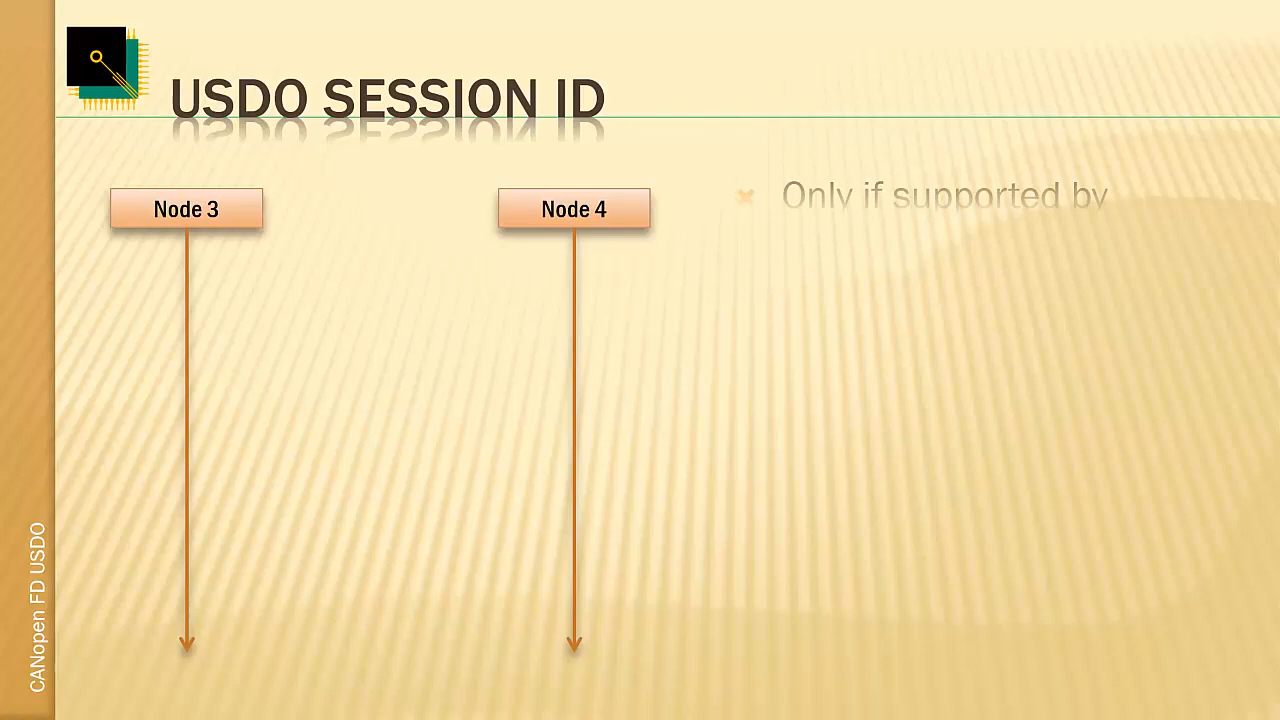 USDO SESSION ID
Node 3
Node 4
Only if supported by
CANopen FD USDO